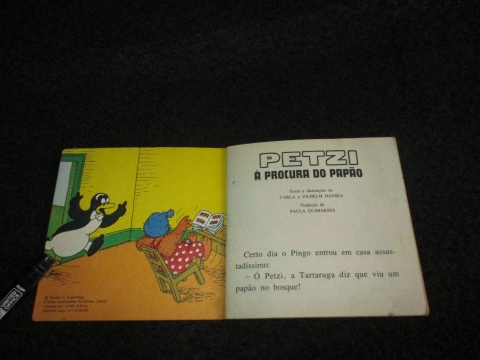 PETZI
À PROCURA DO PAPÃO
Texto e ilustrações de
CARLA e VILHELM HANSEN
Tradução de
PAULA GUIMARÃES
Certo dia o Pingo entrou em casa assus-
tadíssimo:
– Ó Petzi, a Tartaruga diz que viu um
papão no bosque!